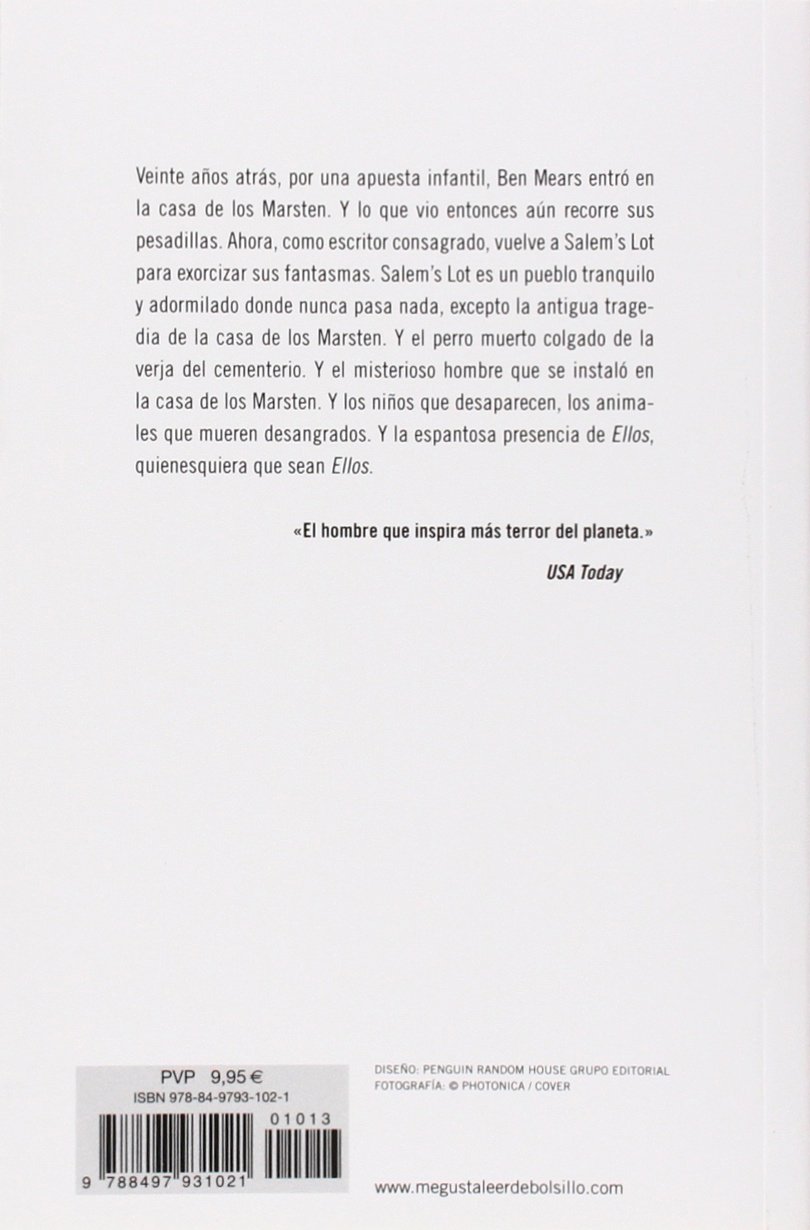 Veinte años atrás, por una apuesta infantil, Ben Mears entró en
la casa de los Marsten. Y lo que vio entonces aún recorre sus
pesadillas. Ahora, como escritor consagrado, vuelve a Salem's Lot
para exorcizar sus fantasmas. Salem's Lot es un pueblo tranquilo
y adormilado donde nunca pasa nada, excepto la antigua trage-
dia de la casa de los Marsten. Y el perro muerto colgado de la
verja del cementerio. Y el misterioso hombre que se instaló en
la casa de los Marsten. Y los niños que desaparecen, los anima-
les que mueren desangrados. Y la espantosa presencia de Ellos,
quienesquiera que sean Ellos.
«El hombre que inspira más terror del planeta.»
USA Today
PVP 9,95 €
ISBN 978-84-9793-102-1
01013
9 788497 931021
DISEÑO: PENGUIN RANDOM HOUSE GRUPO EDITORIAL
FOTOGRAFÍA: © PHOTONICA / COVER
www.megustaleerdebolsillo.com